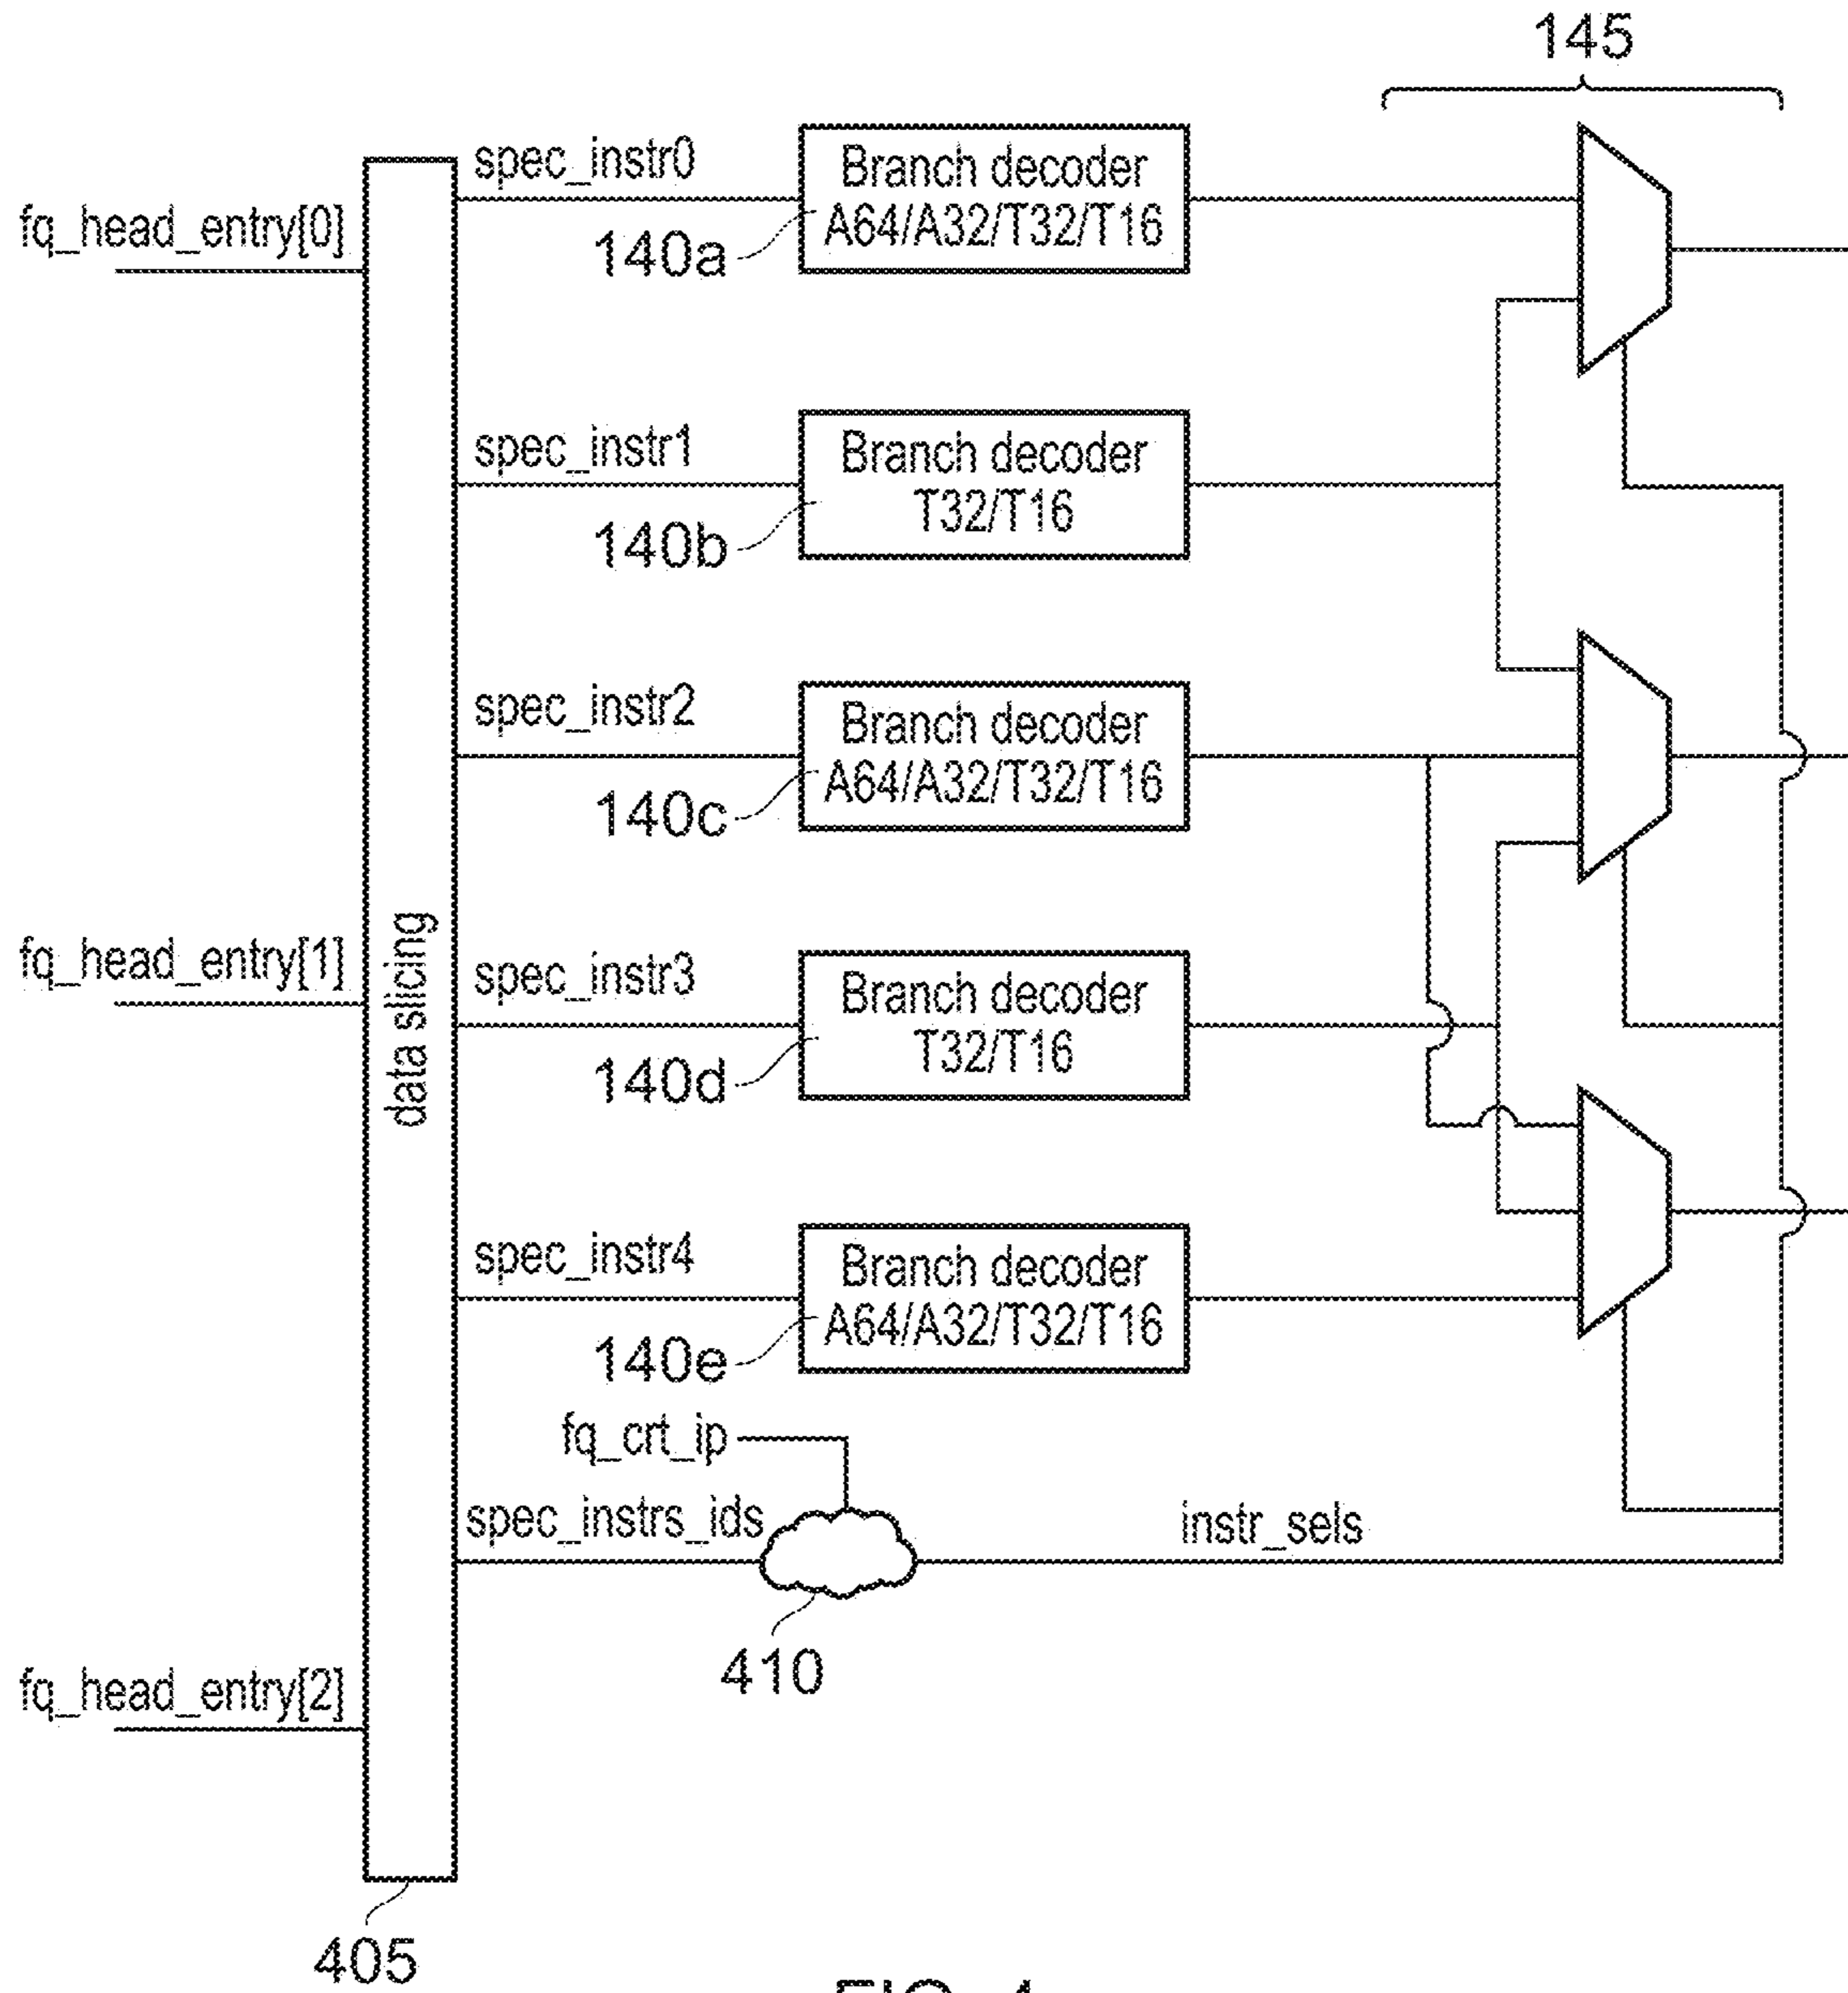 145
fq_head_entry[0]
spec_instr0
Branch decoder
A64/A32/T32/T16
140a
spec_instr1
Branch decoder
T32/T16
140b
spec_instr2
Branch decoder
A64/A32/T32/T16
140c
fq_head_entry[1]
data slicing
spec_instr3
Branch decoder
T32/T16
140d
spec_instr4
Branch decoder
A64/A32/T32/T16
140e
fq_crt_ip
spec_instrs_ids
instr_sels
410
fq_head_entry[2]
405